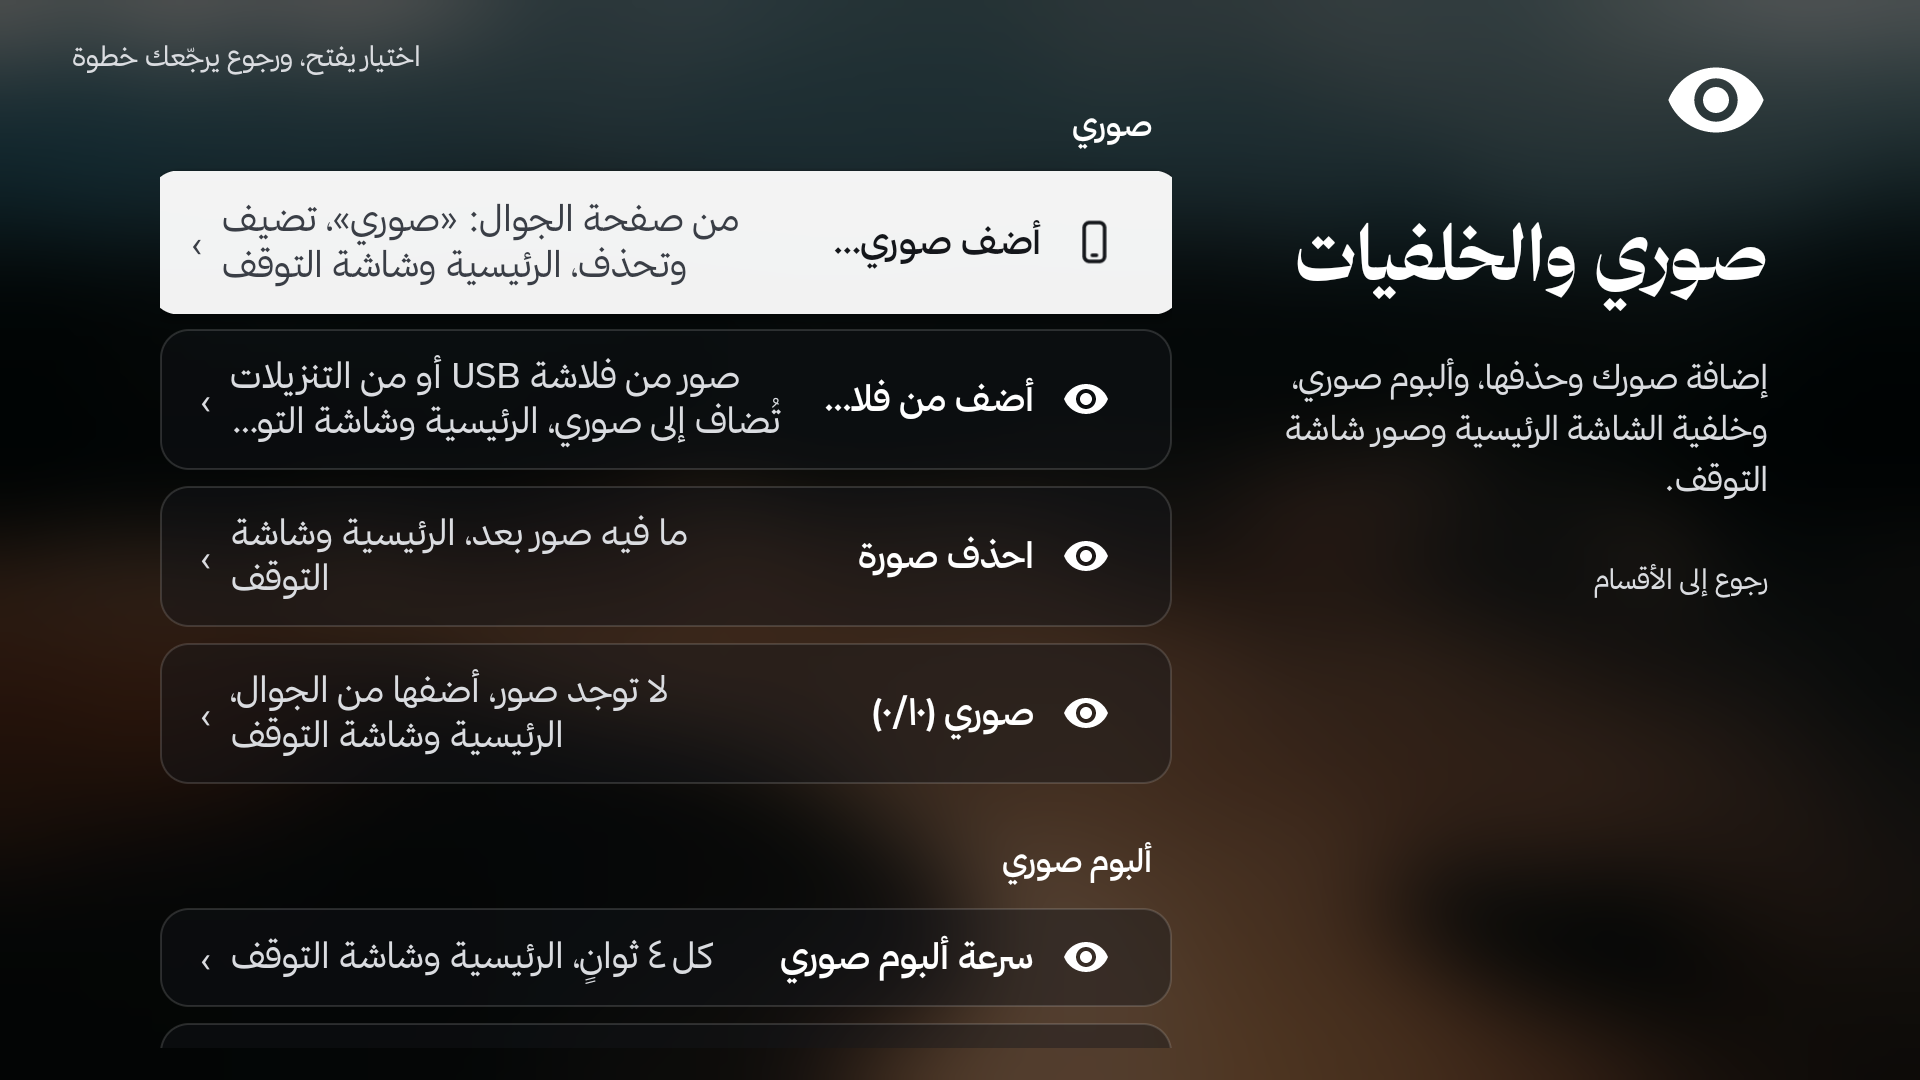 اختيار يفتح، ورجوع يرجّعك خطوة
صوري والخلفيات
إضافة صورك وحذفها، وألبوم صوري،
وخلفية الشاشة الرئيسية وصور شاشة
التوقف.
رجوع إلى الأقسام
صوري
أضف صوري...
من صفحة الجوال: «صوري»، تضيف
وتحذف، الرئيسية وشاشة التوقف
أضف من فلا...
صور من فلاشة USB أو من التنزيلات
تُضاف إلى صوري، الرئيسية وشاشة التو...
احذف صورة
ما فيه صور بعد، الرئيسية وشاشة
التوقف
صوري (٠/١٠)
لا توجد صور، أضفها من الجوال،
الرئيسية وشاشة التوقف
ألبوم صوري
سرعة ألبوم صوري
كل ٤ ثوانٍ، الرئيسية وشاشة التوقف